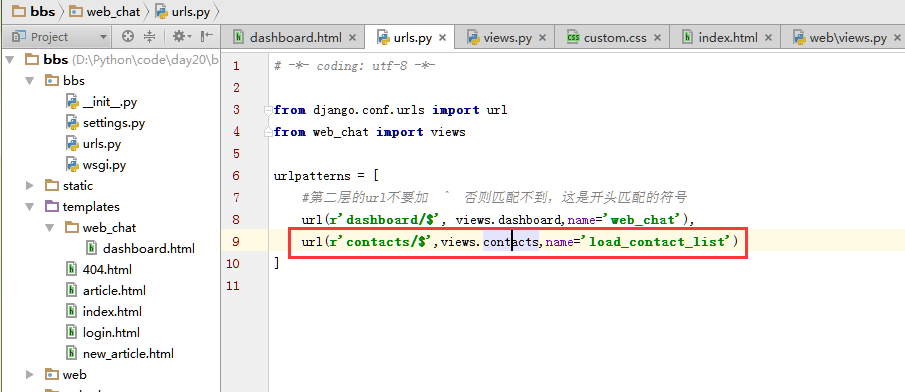 bbs web_chat urls.py
Project
dashboard.html × urls.py × views.py × custom.css × index.html × web\views.py ×
bbs (D:\Python\code\day20\b
bbs
__init__.py
settings.py
urls.py
wsgi.py
static
templates
web_chat
dashboard.html
404.html
article.html
index.html
login.html
new_article.html
web
1 # -*- coding: utf-8 -*-
2
3 from django.conf.urls import url
4 from web_chat import views
5
6 urlpatterns = [
7 #第二层的url不要加 ^ 否则匹配不到，这是开头匹配的符号
8 url(r'dashboard/$', views.dashboard,name='web_chat'),
9 url(r'contacts/$',views.contacts,name='load_contact_list')
10 ]
11